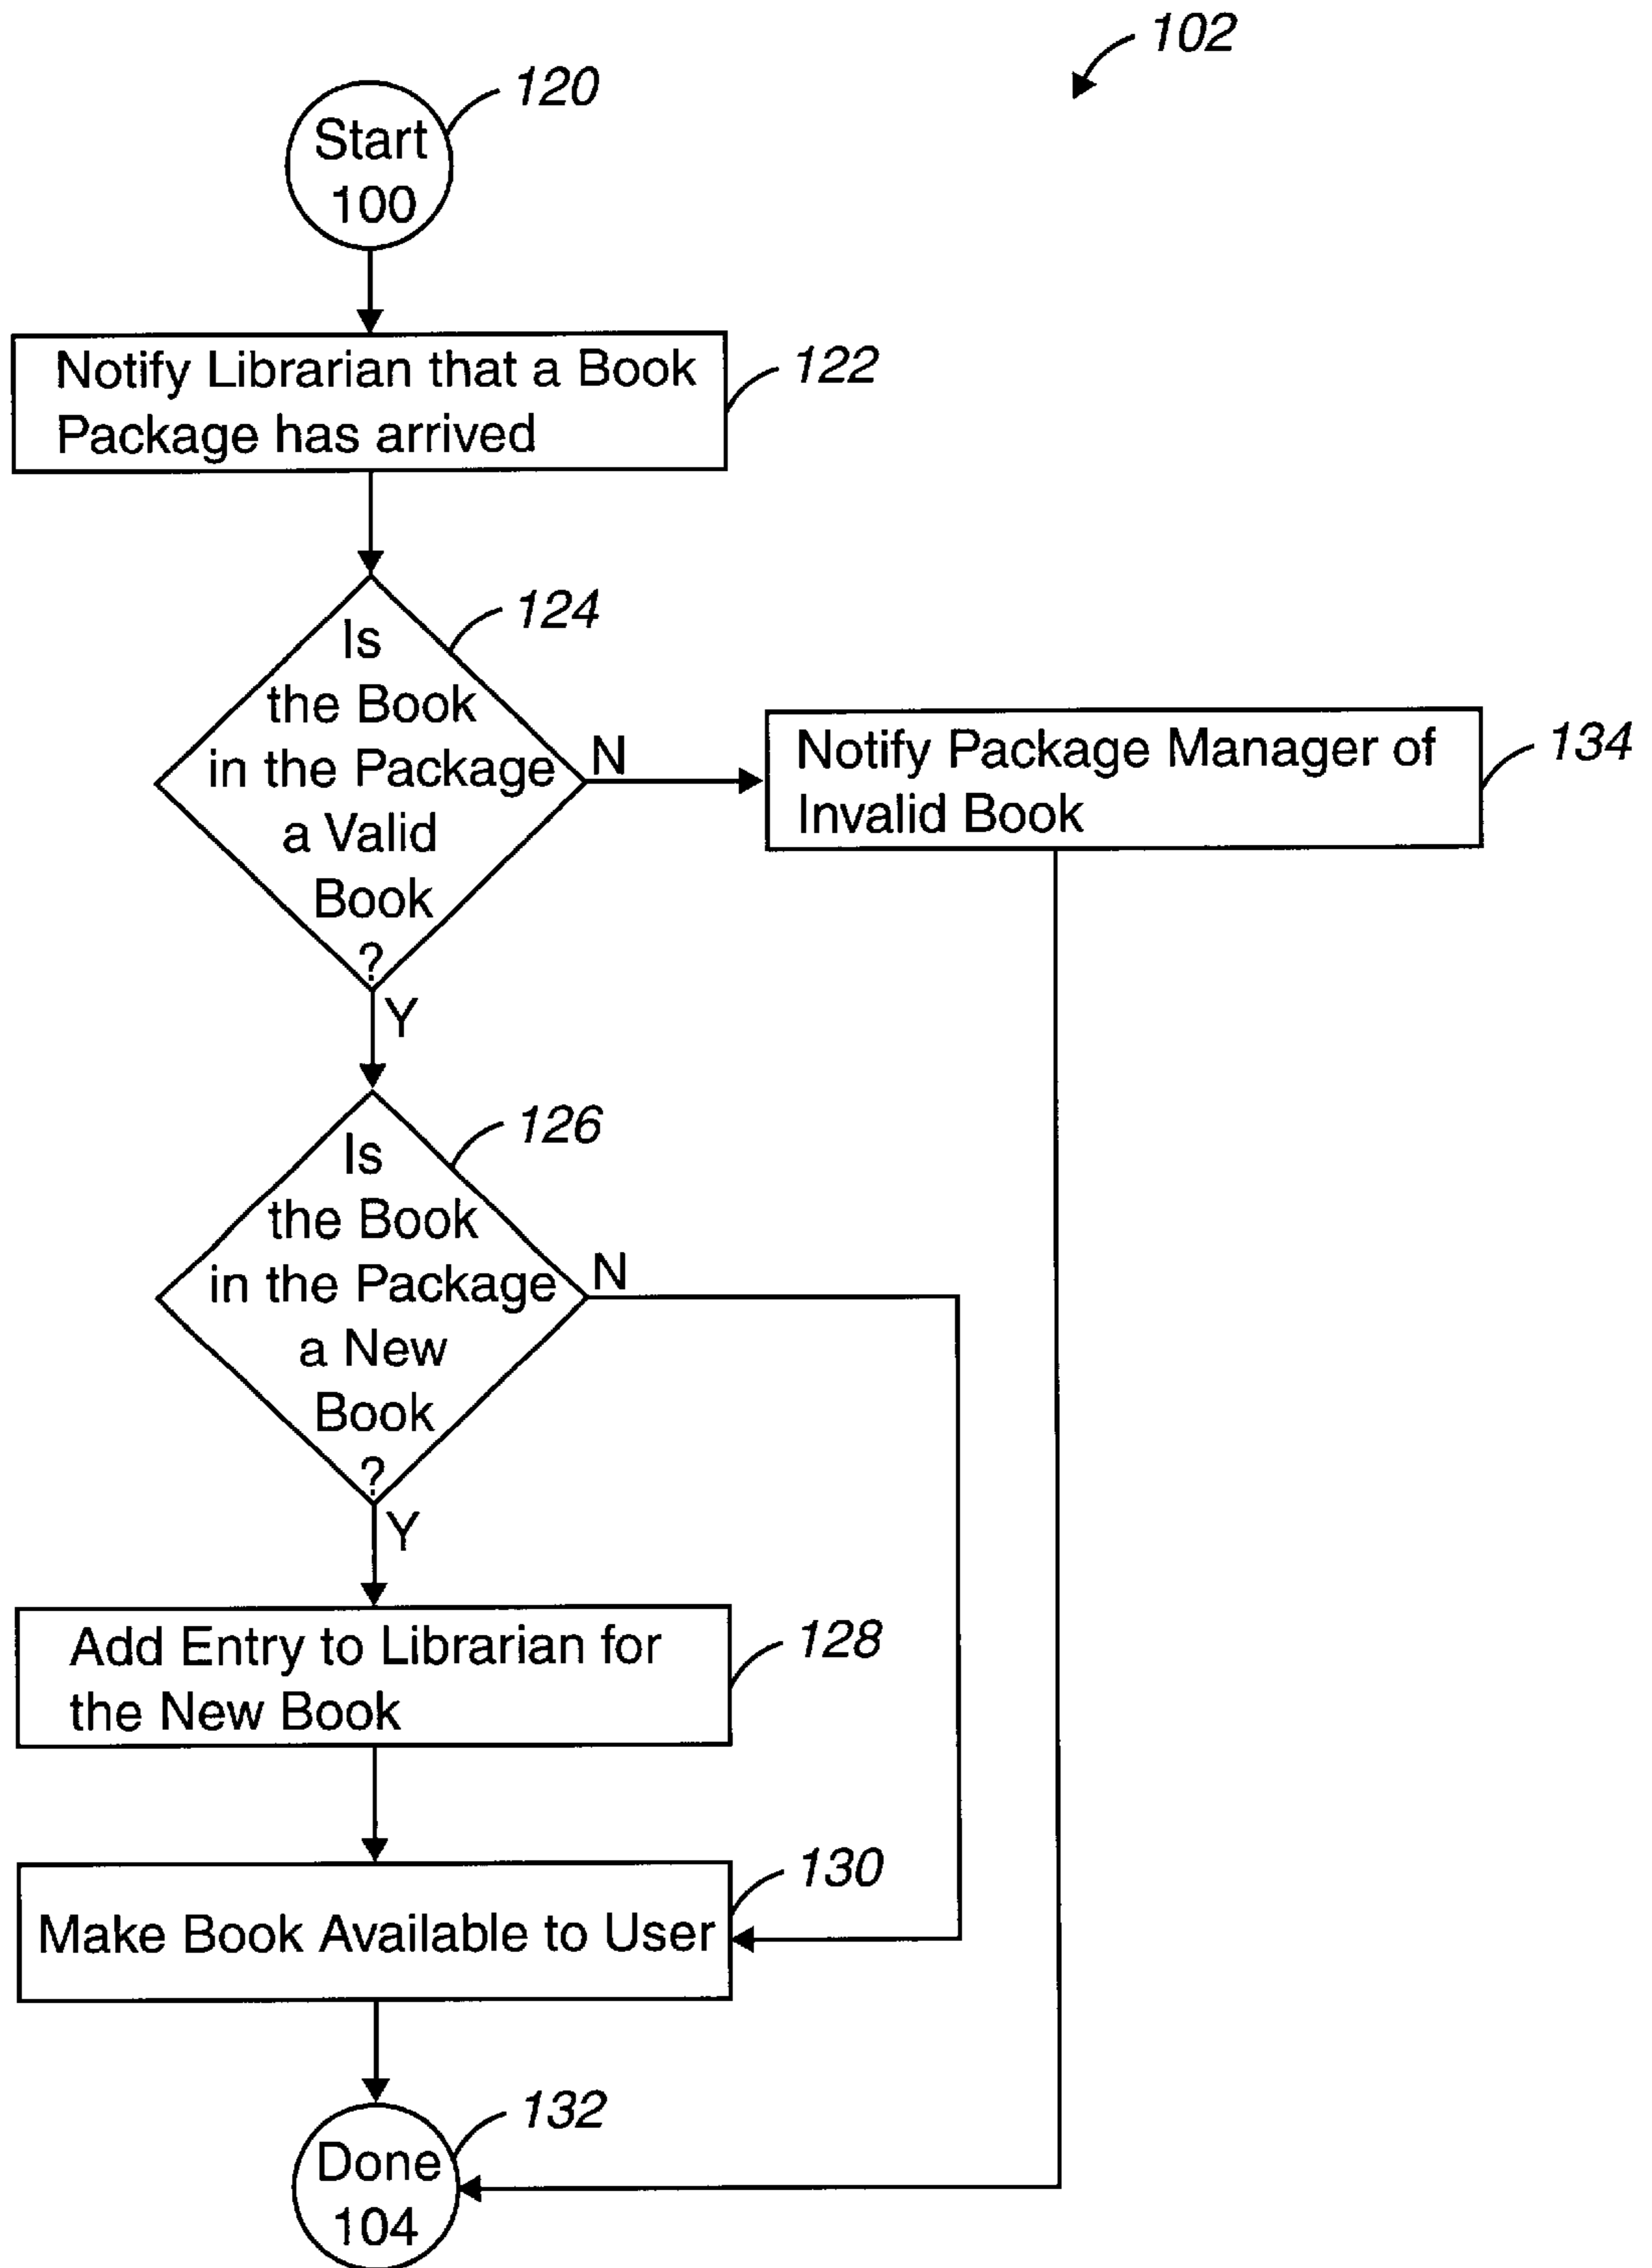 102
120
Start
100
Notify Librarian that a Book
Package has arrived
122
124
Is
the Book
in the Package
a Valid
Book
?
N
Y
Notify Package Manager of
Invalid Book
134
126
Is
the Book
in the Package
a New
Book
?
N
Y
Add Entry to Librarian for
the New Book
128
Make Book Available to User
130
132
Done
104